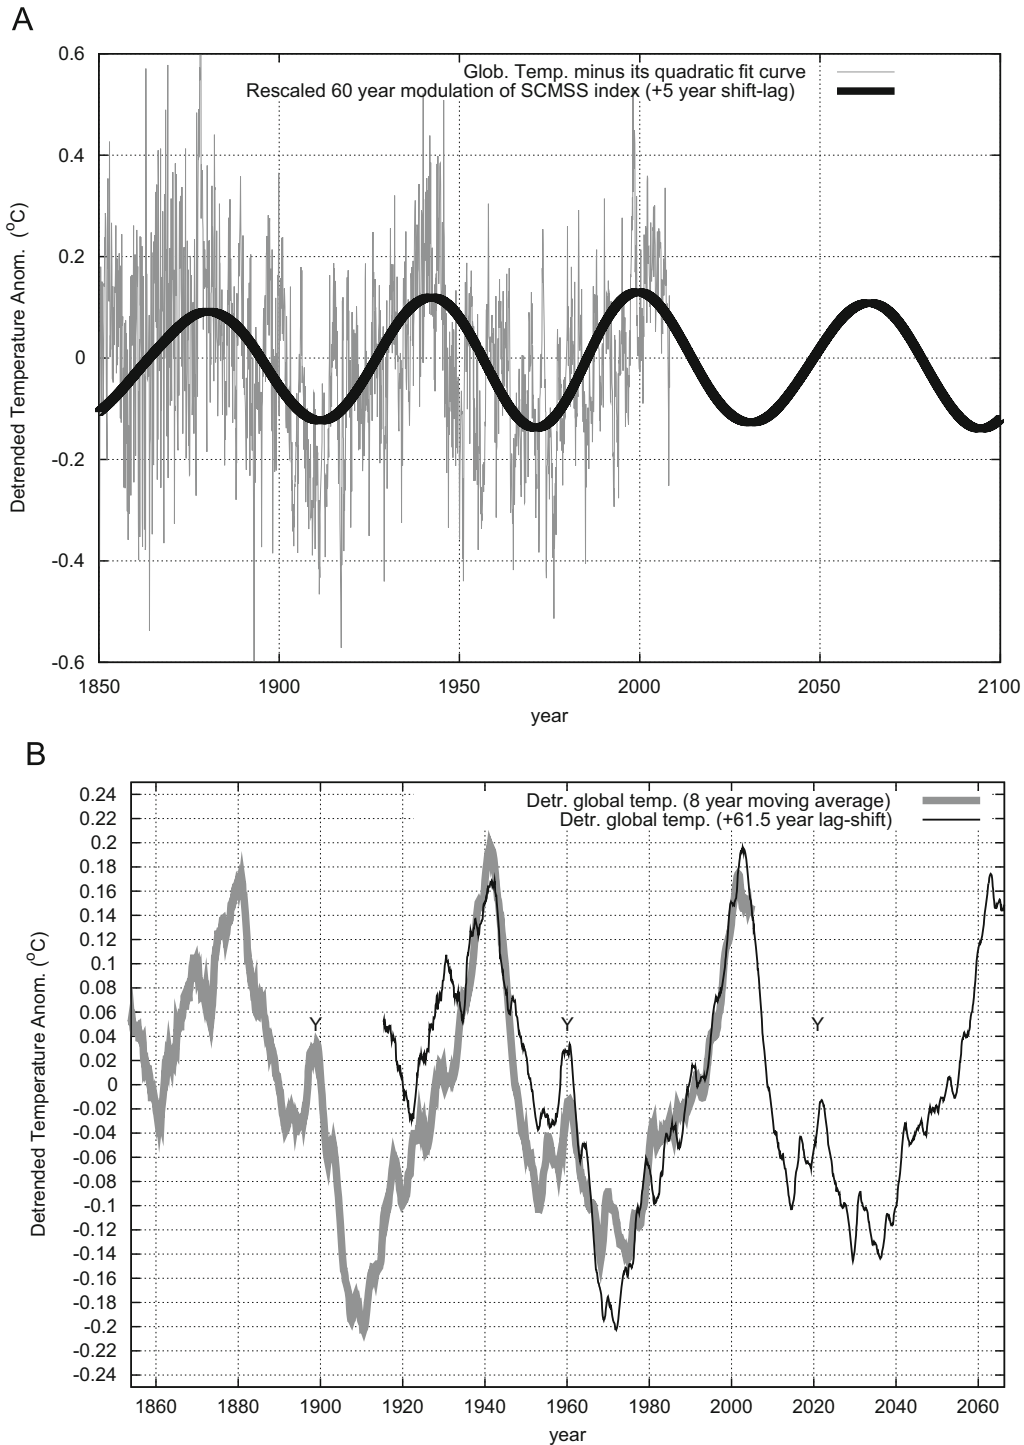 A
0.6
Glob. Temp. minus its quadratic fit curve
Rescaled 60 year modulation of SCMSS index (+5 year shift-lag)
0.4
0.2
0
-0.2
-0.4
-0.6
Detrended Temperature Anom. (°C)
1850 1900 1950 2000 2050 2100
year
B
0.24
Detr. global temp. (8 year moving average)
0.22
Detr. global temp. (+61.5 year lag-shift)
0.2
0.18
0.16
0.14
0.12
0.1
0.08
0.06
Y Y Y
0.04
0.02
0
-0.02
-0.04
-0.06
-0.08
-0.1
-0.12
-0.14
-0.16
-0.18
-0.2
-0.22
-0.24
Detrended Temperature Anom. (°C)
1860 1880 1900 1920 1940 1960 1980 2000 2020 2040 2060
year